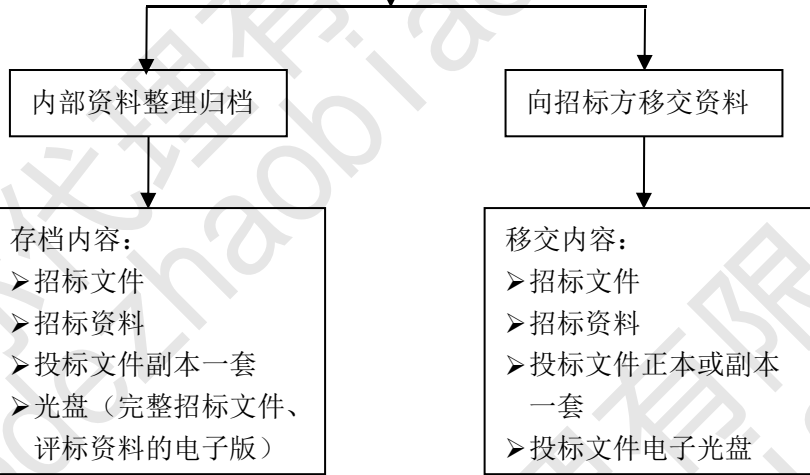 内部资料整理归档
向招标方移交资料
存档内容：
➢招标文件
➢招标资料
➢投标文件副本一套
➢光盘（完整招标文件、
评标资料的电子版）
移交内容：
➢招标文件
➢招标资料
➢投标文件正本或副本
一套
➢投标文件电子光盘